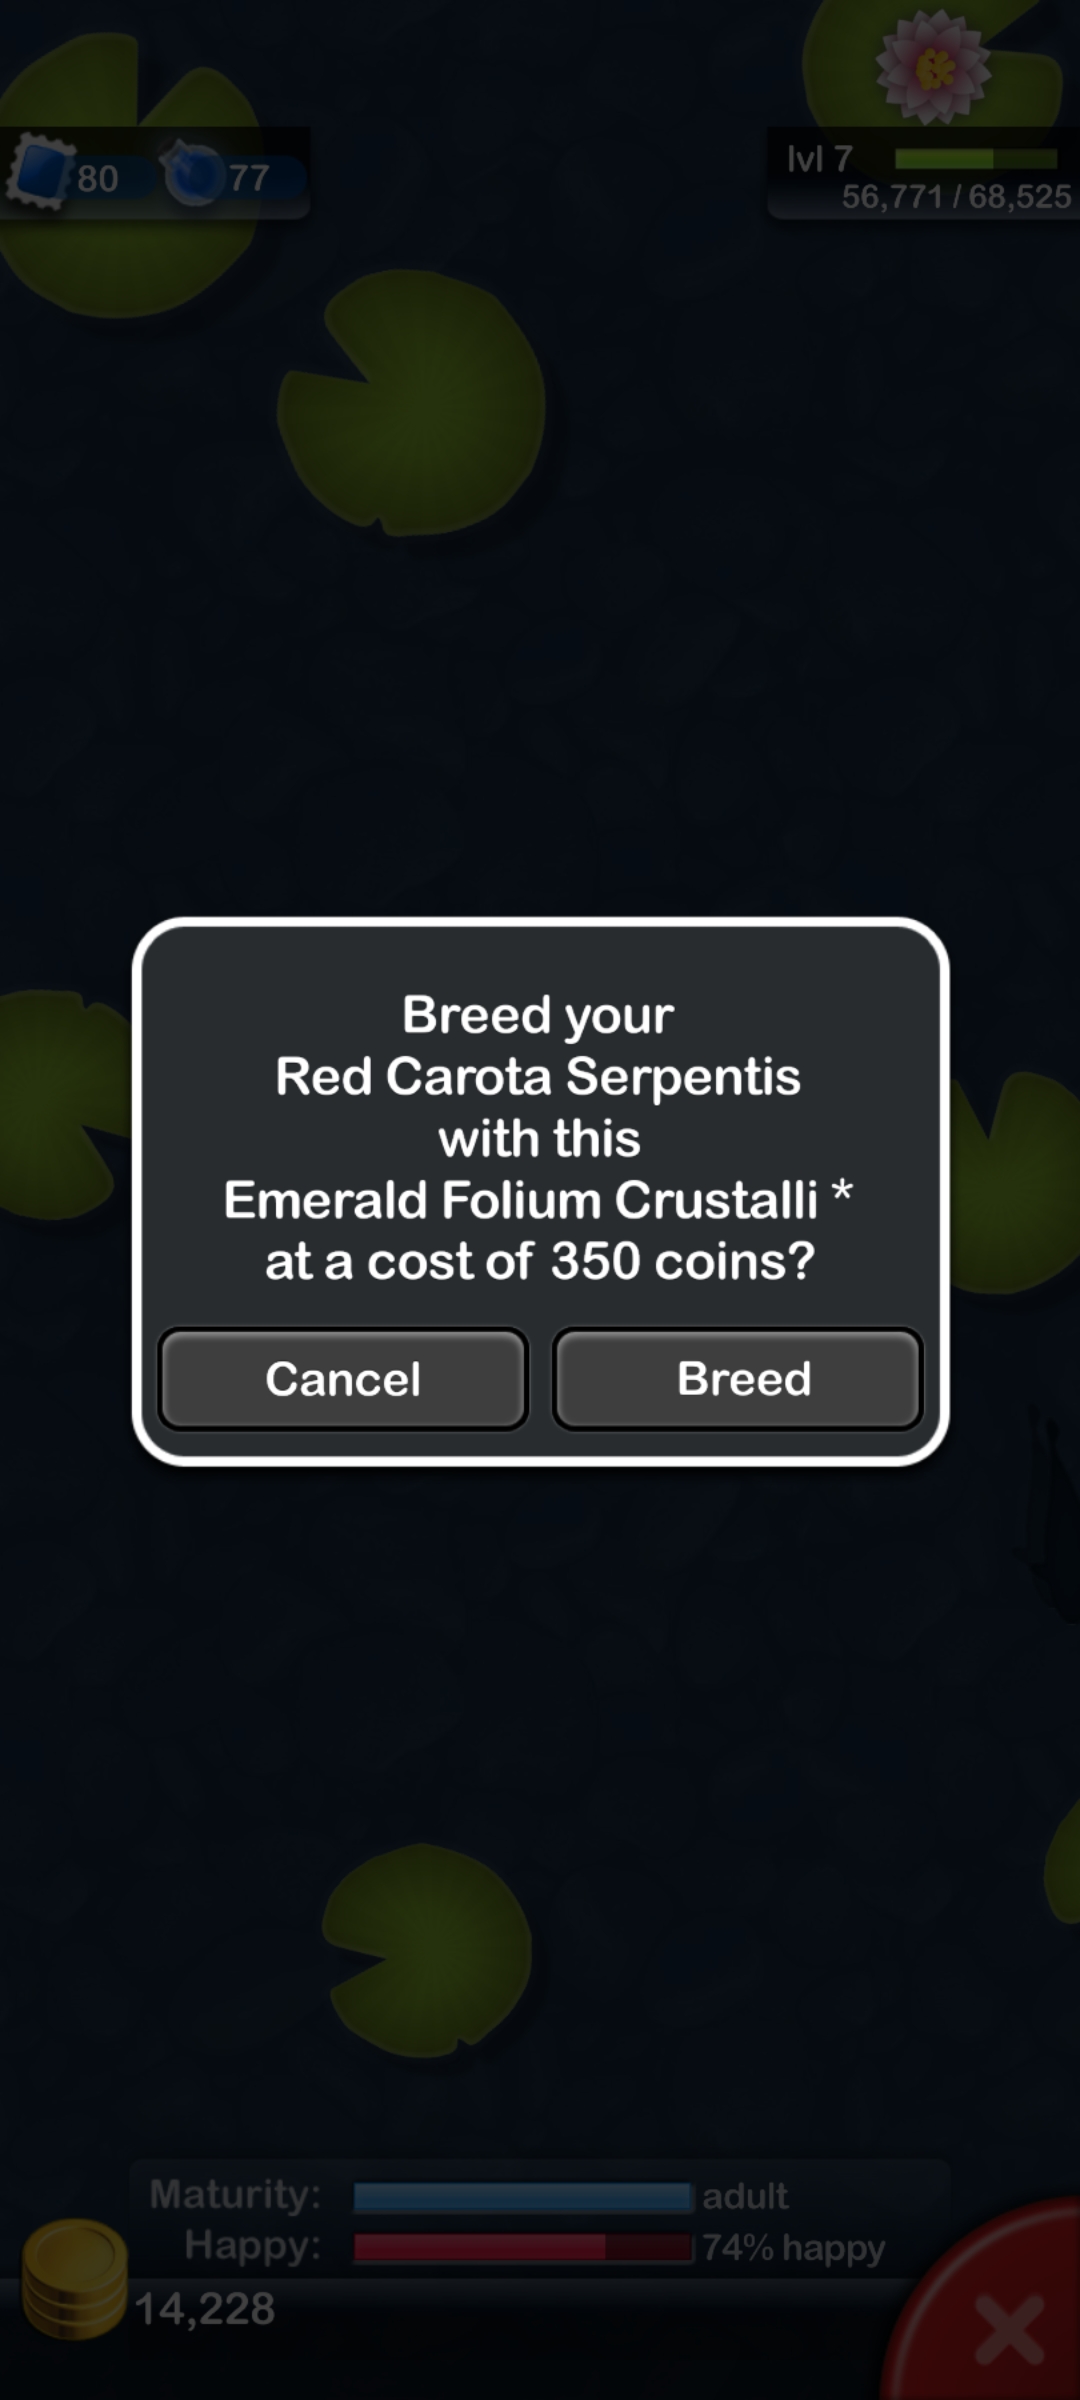 80
77
lvl 7
56,771 / 68,525
Breed your
Red Carota Serpentis
with this
Emerald Folium Crustalli *
at a cost of 350 coins?
Cancel
Breed
Maturity: adult
Happy: 74% happy
14,228